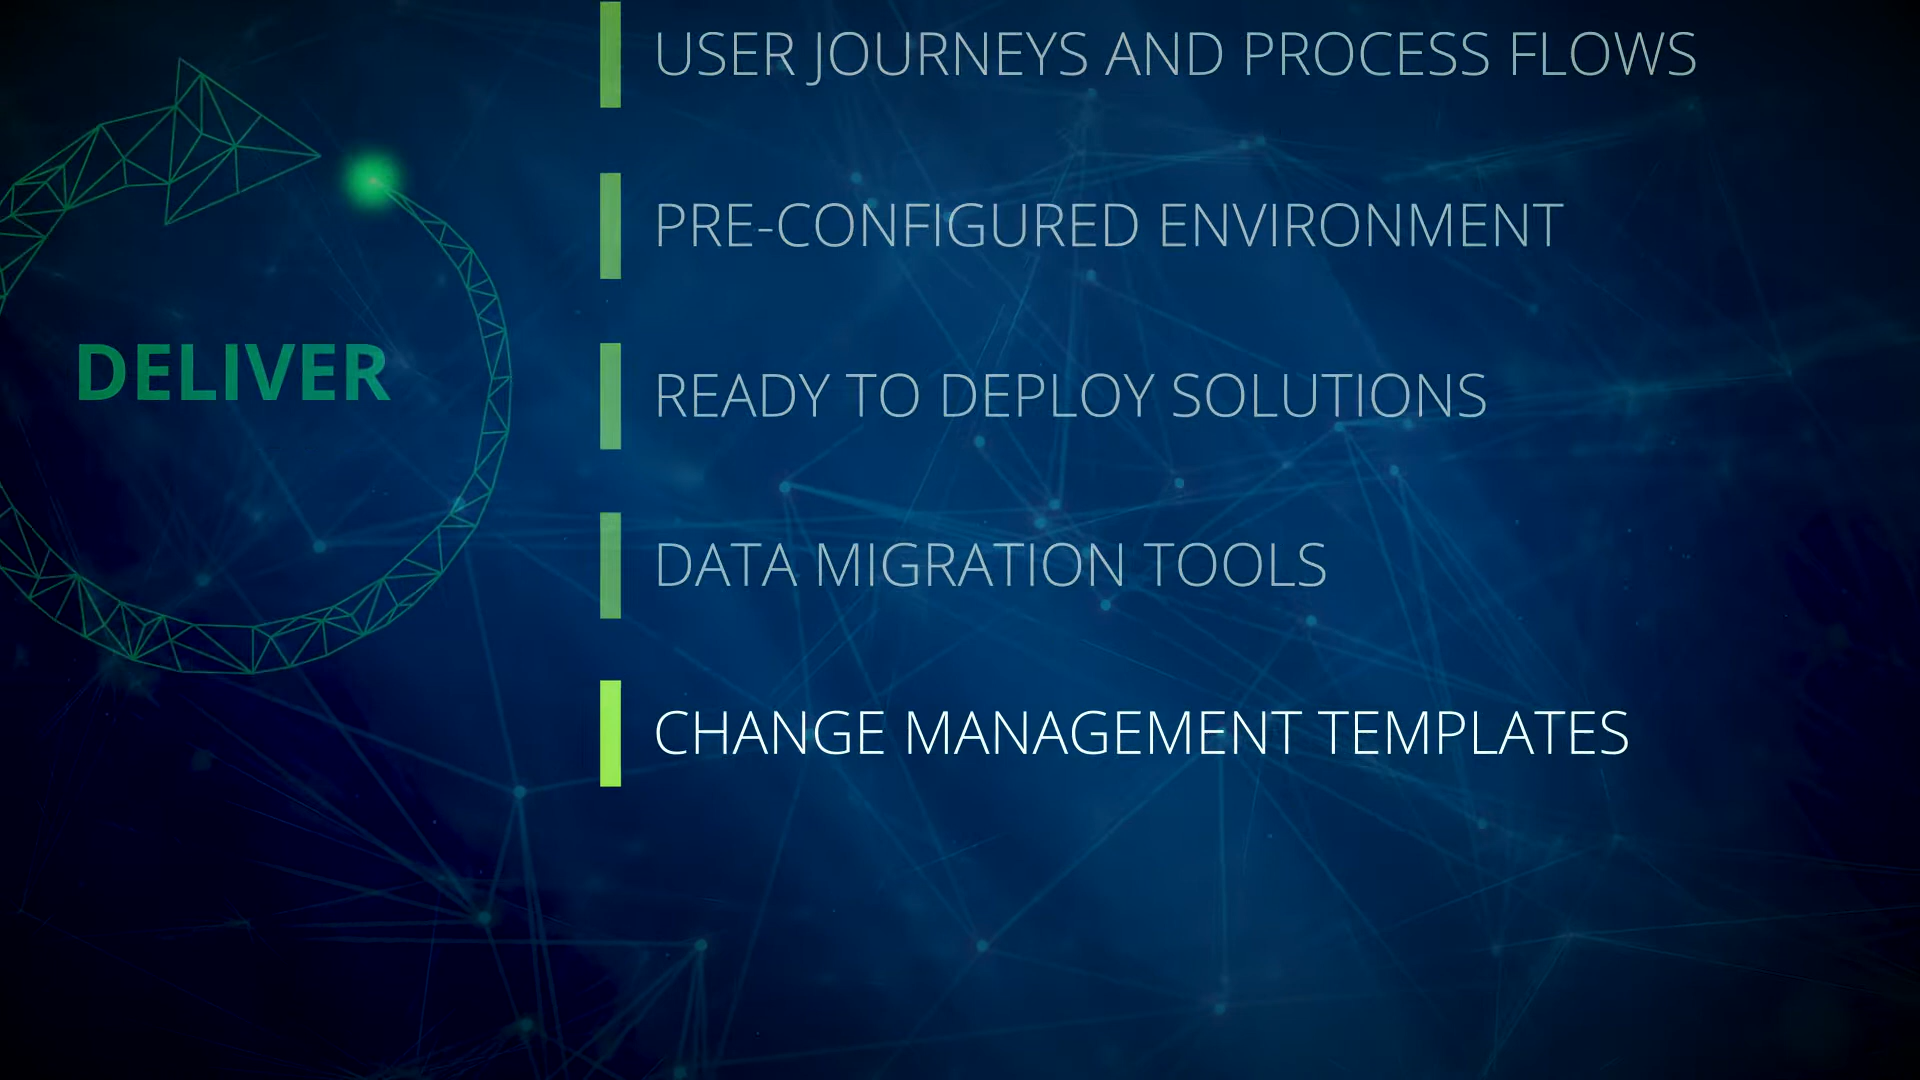 DELIVER
USER JOURNEYS AND PROCESS FLOWS
PRE-CONFIGURED ENVIRONMENT
READY TO DEPLOY SOLUTIONS
DATA MIGRATION TOOLS
CHANGE MANAGEMENT TEMPLATES